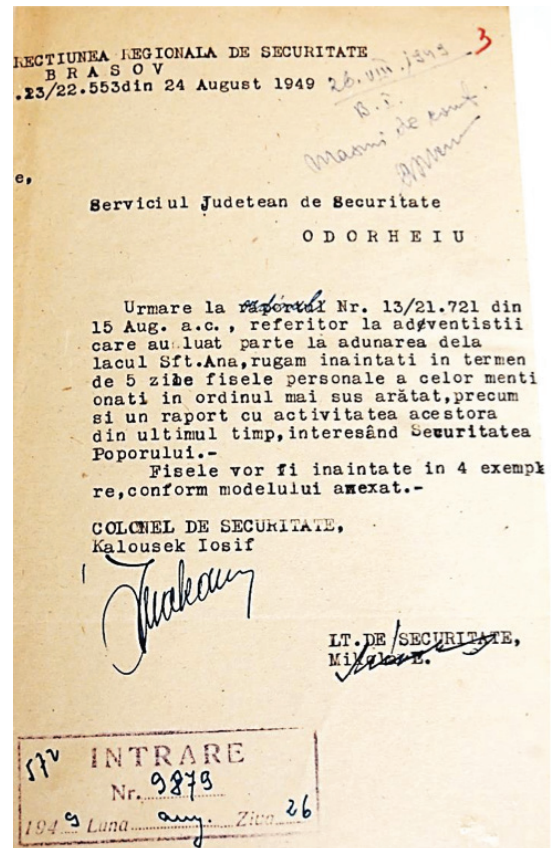 RECTIUNEA REGIONALA DE SECURITATE
B R A S O V
.23/22.553din 24 August 1949
26.VIII.1949
3
B. I.
Masuri de conf.
e,
Serviciul Judetean de Securitate
O D O R H E I U
Urmare la Nr. 13/21.721 din
15 Aug. a.c., referitor la adventistii
care au luat parte la adunarea dela
lacul Sft.Ana,rugam inaintati in termen
de 5 zile fisele personale a celor menti
onati in ordinul mai sus arătat,precum
si un raport cu activitatea acestora
din ultimul timp,interesând Securitatea
Poporului.-
Fisele vor fi inaintate in 4 exempl
re,conform modelului anexat.-
COLONEL DE SECURITATE,
Kalousek Iosif
LT.DE SECURITATE,
572
INTRARE
Nr. 9879
1949 Luna aug. Ziua 26